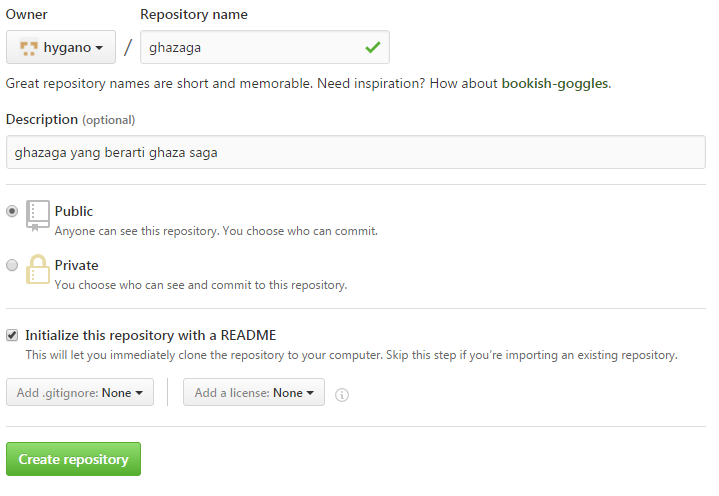 Owner Repository name
hygano / ghazaga
Great repository names are short and memorable. Need inspiration? How about bookish-goggles.
Description (optional)
ghazaga yang berarti ghaza saga
Public
Anyone can see this repository. You choose who can commit.
Private
You choose who can see and commit to this repository.
Initialize this repository with a README
This will let you immediately clone the repository to your computer. Skip this step if you're importing an existing repository.
Add .gitignore: None Add a license: None
Create repository